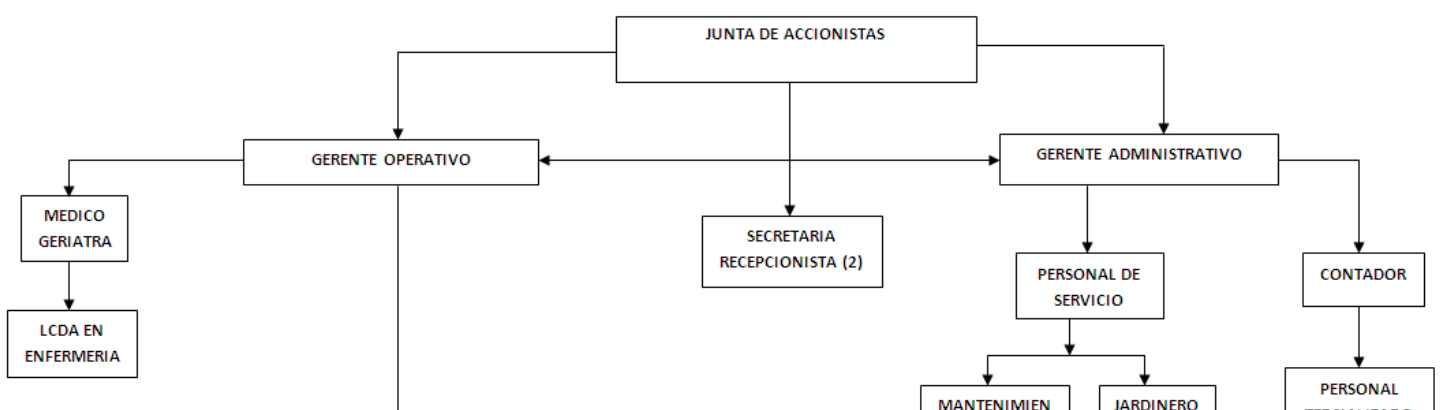 JUNTA DE ACCIONISTAS
GERENTE OPERATIVO
GERENTE ADMINISTRATIVO
MEDICO
GERIATRA
SECRETARIA
RECEPCIONISTA (2)
PERSONAL DE
SERVICIO
CONTADOR
LCDA EN
ENFERMERIA
MANTENIMIEN
JARDINERO
PERSONAL